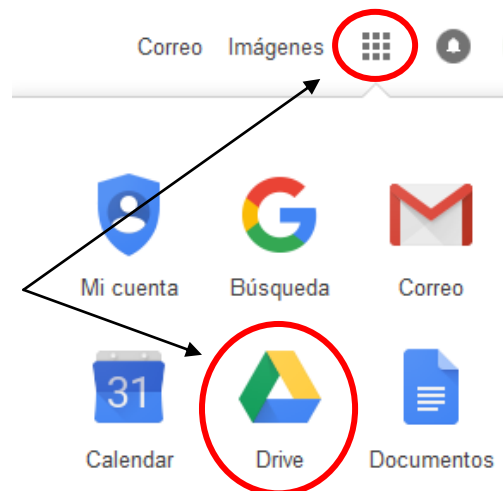 Correo Imágenes
Mi cuenta Búsqueda Correo
31
Calendar Drive Documentos